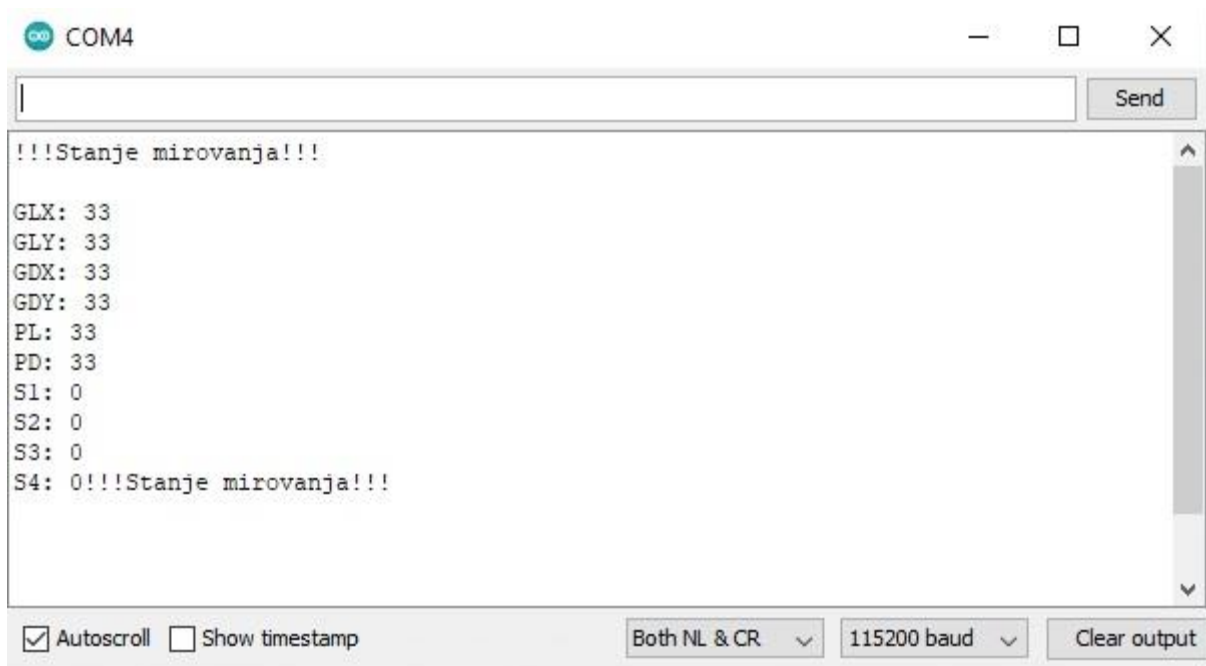 COM4
Send
!!!Stanje mirovanja!!!
GLX: 33
GLY: 33
GDX: 33
GDY: 33
PL: 33
PD: 33
S1: 0
S2: 0
S3: 0
S4: 0!!!Stanje mirovanja!!!
Autoscroll Show timestamp Both NL & CR 115200 baud Clear output